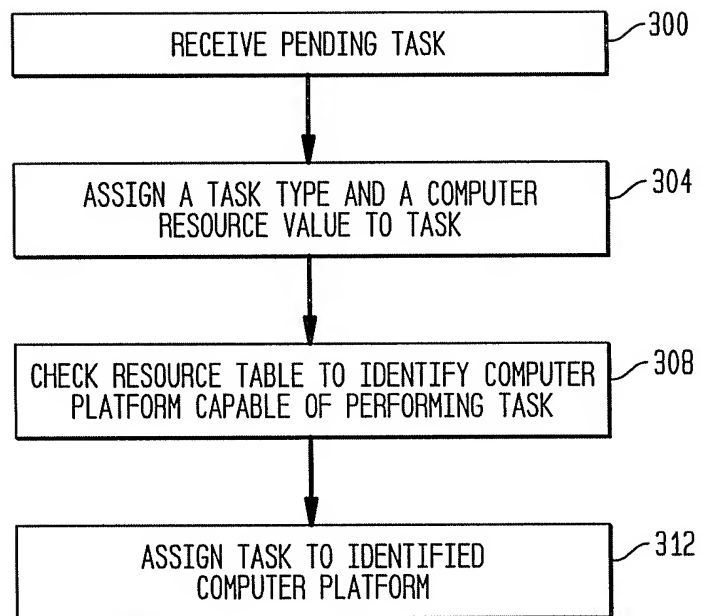 RECEIVE PENDING TASK
300
ASSIGN A TASK TYPE AND A COMPUTER
RESOURCE VALUE TO TASK
304
CHECK RESOURCE TABLE TO IDENTIFY COMPUTER
PLATFORM CAPABLE OF PERFORMING TASK
308
ASSIGN TASK TO IDENTIFIED
COMPUTER PLATFORM
312